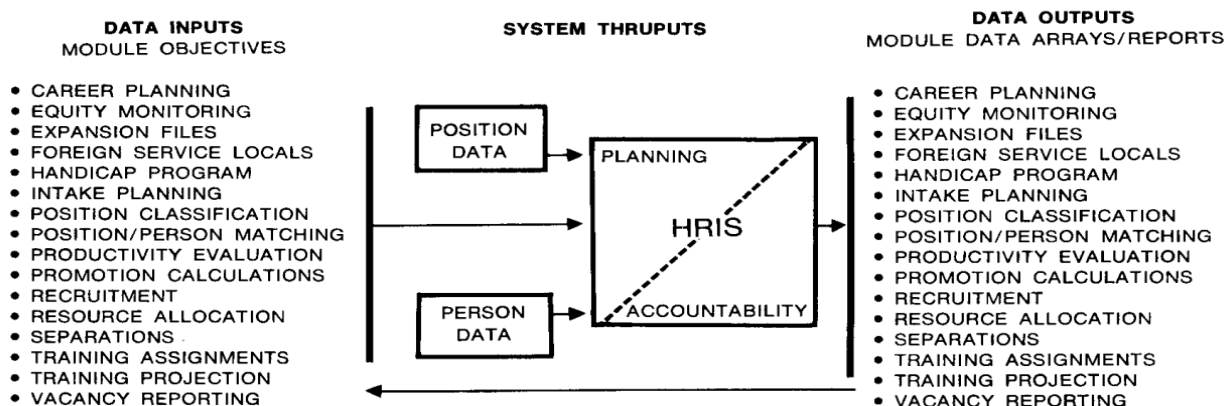 DATA INPUTS
MODULE OBJECTIVES
• CAREER PLANNING
• EQUITY MONITORING
• EXPANSION FILES
• FOREIGN SERVICE LOCALS
• HANDICAP PROGRAM
• INTAKE PLANNING
• POSITION CLASSIFICATION
• POSITION/PERSON MATCHING
• PRODUCTIVITY EVALUATION
• PROMOTION CALCULATIONS
• RECRUITMENT
• RESOURCE ALLOCATION
• SEPARATIONS
• TRAINING ASSIGNMENTS
• TRAINING PROJECTION
• VACANCY REPORTING
SYSTEM THRUPUTS
POSITION
DATA
PERSON
DATA
PLANNING
HRIS
ACCOUNTABILITY
DATA OUTPUTS
MODULE DATA ARRAYS/REPORTS
• CAREER PLANNING
• EQUITY MONITORING
• EXPANSION FILES
• FOREIGN SERVICE LOCALS
• HANDICAP PROGRAM
• INTAKE PLANNING
• POSITION CLASSIFICATION
• POSITION/PERSON MATCHING
• PRODUCTIVITY EVALUATION
• PROMOTION CALCULATIONS
• RECRUITMENT
• RESOURCE ALLOCATION
• SEPARATIONS
• TRAINING ASSIGNMENTS
• TRAINING PROJECTION
• VACANCY REPORTING